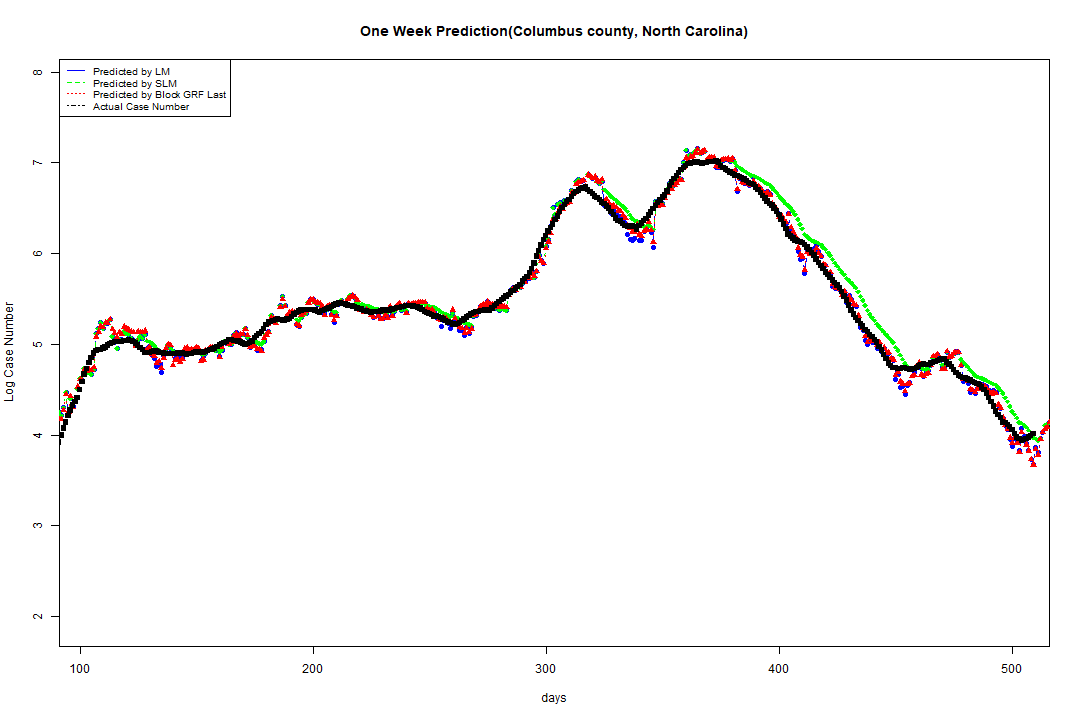 One Week Prediction(Columbus county, North Carolina)
Predicted by LM
Predicted by SLM
Predicted by Block GRF Last
Actual Case Number
8
7
6
5
4
3
2
Log Case Number
100 200 300 400 500
days